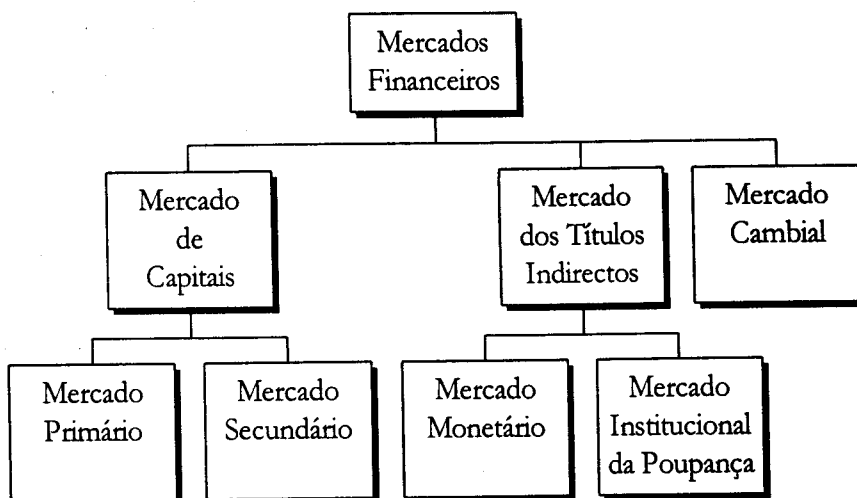 Mercados
Financeiros
Mercado
de
Capitais
Mercado
dos Títulos
Indirectos
Mercado
Cambial
Mercado
Primário
Mercado
Secundário
Mercado
Monetário
Mercado
Institucional
da Poupança